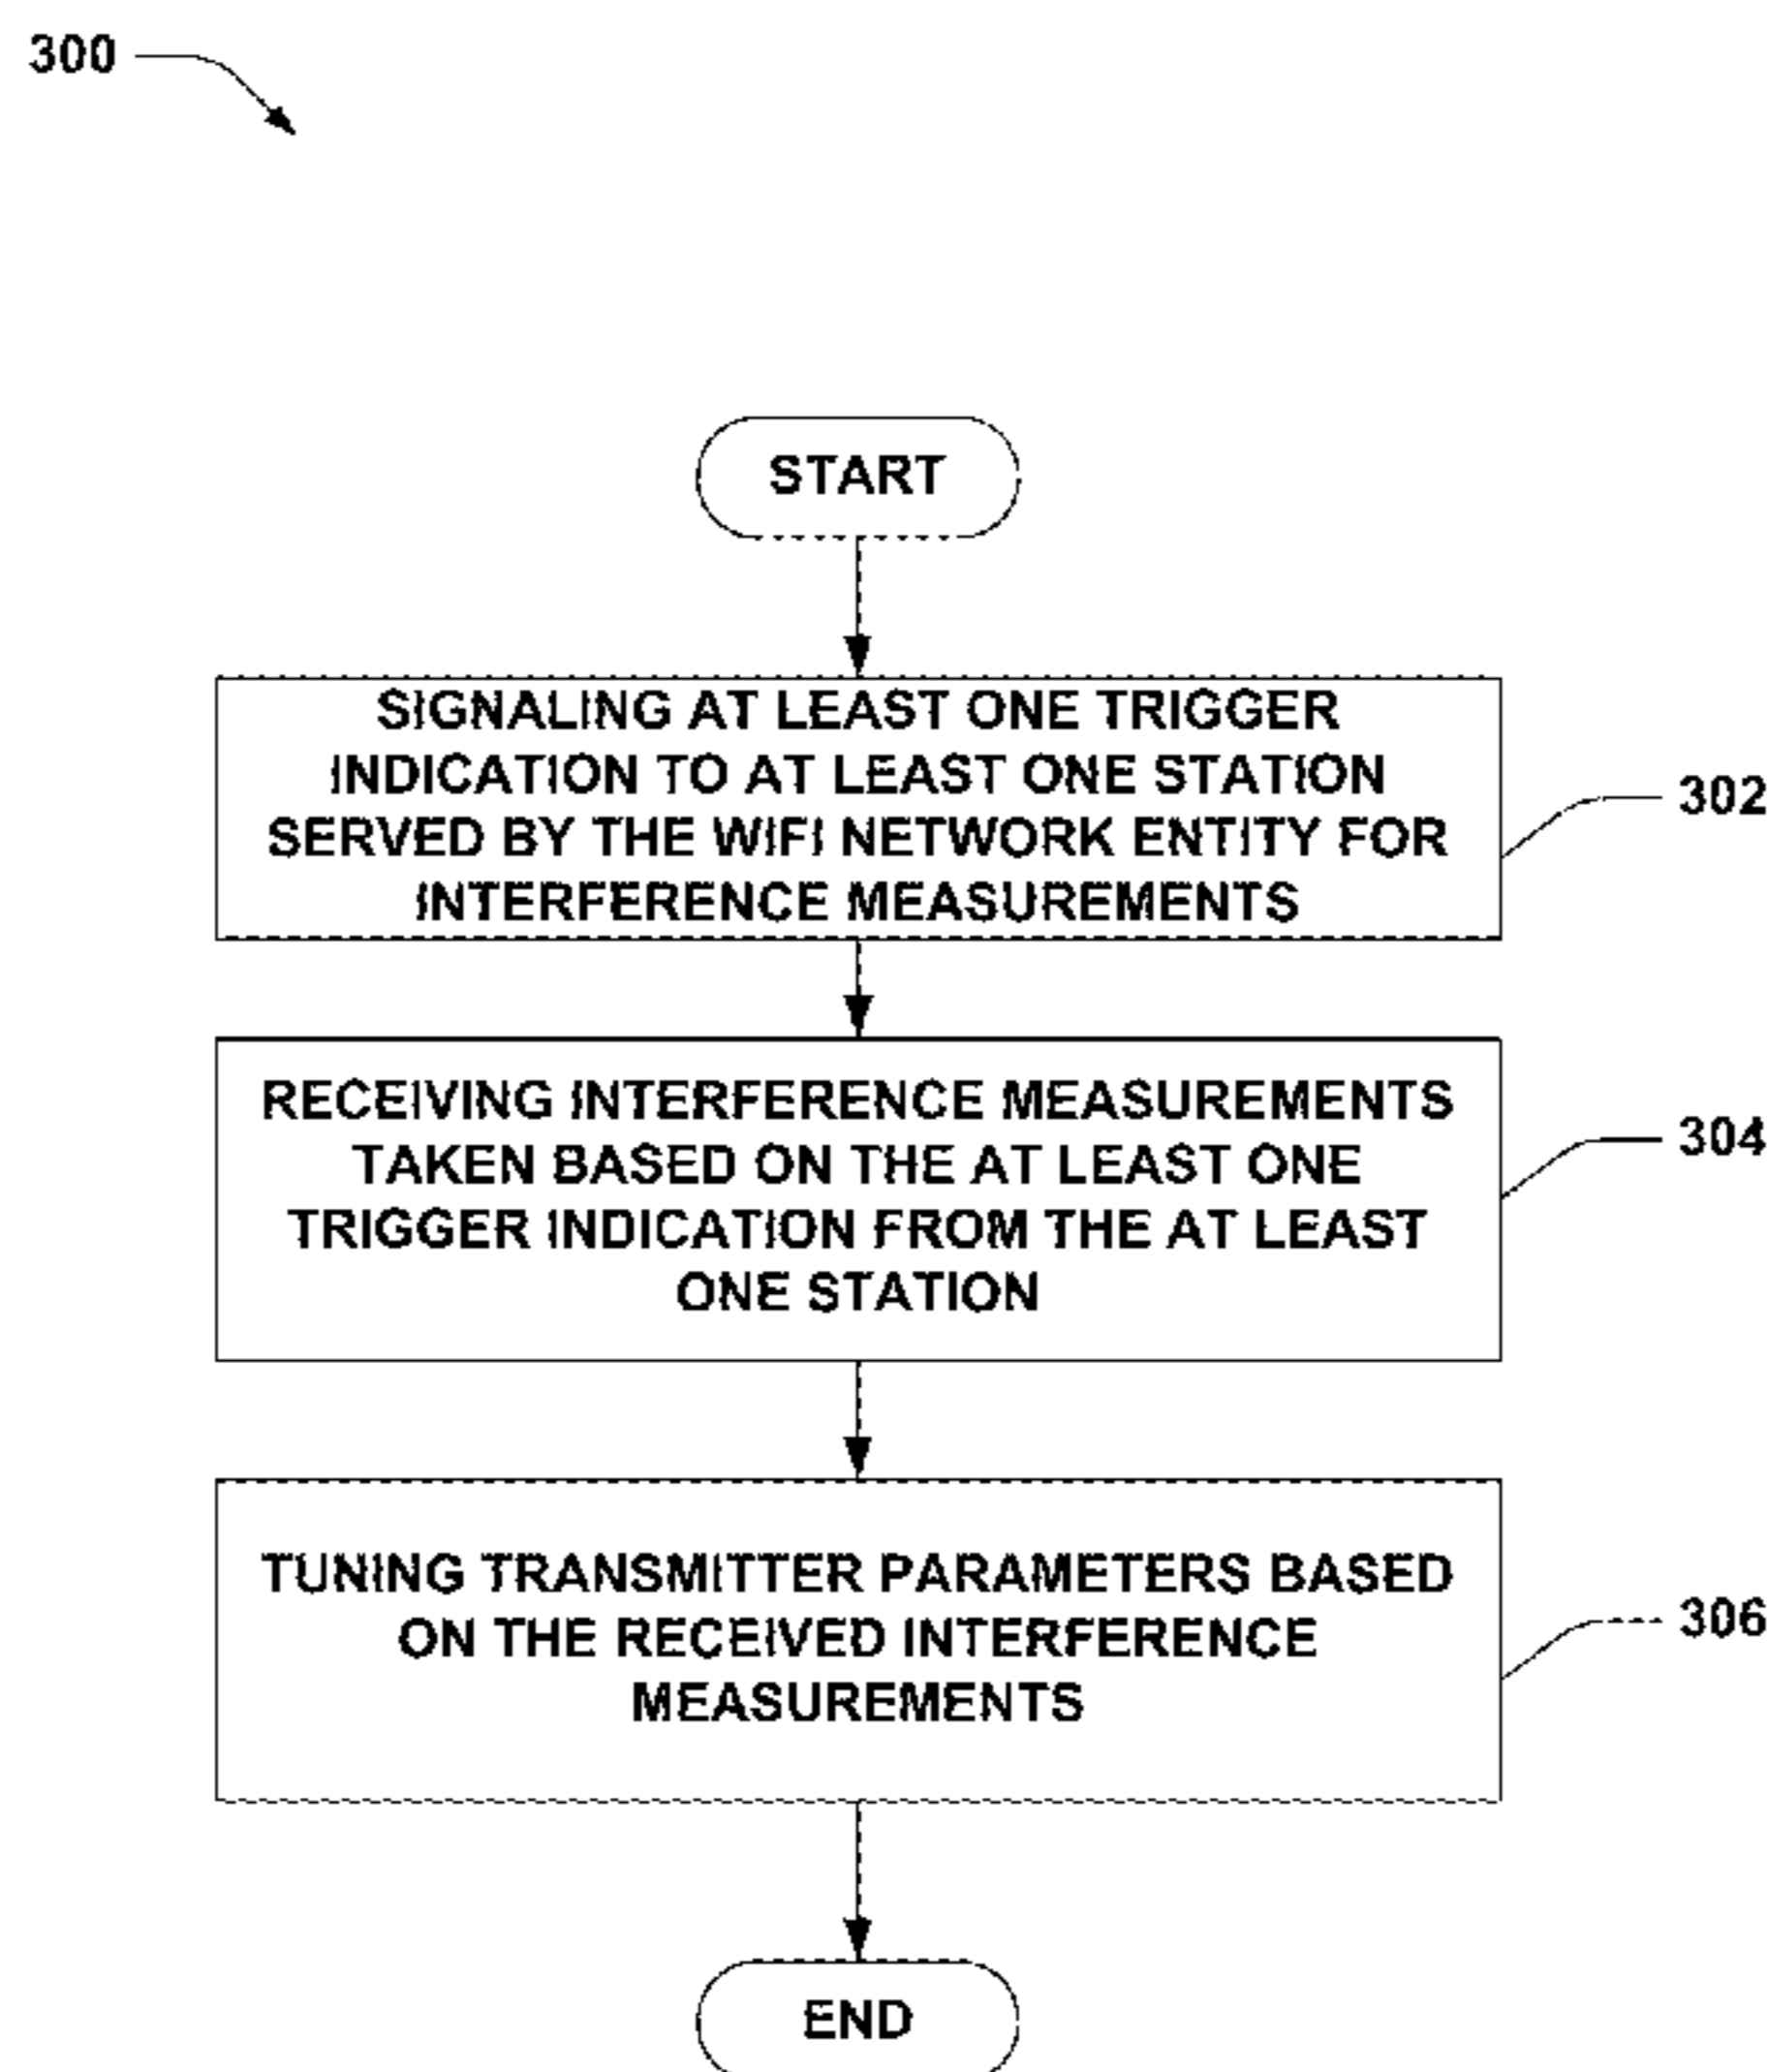 300
START
SIGNALING AT LEAST ONE TRIGGER
INDICATION TO AT LEAST ONE STATION
SERVED BY THE WIFI NETWORK ENTITY FOR
INTERFERENCE MEASUREMENTS
302
RECEIVING INTERFERENCE MEASUREMENTS
TAKEN BASED ON THE AT LEAST ONE
TRIGGER INDICATION FROM THE AT LEAST
ONE STATION
304
TUNING TRANSMITTER PARAMETERS BASED
ON THE RECEIVED INTERFERENCE
MEASUREMENTS
306
END